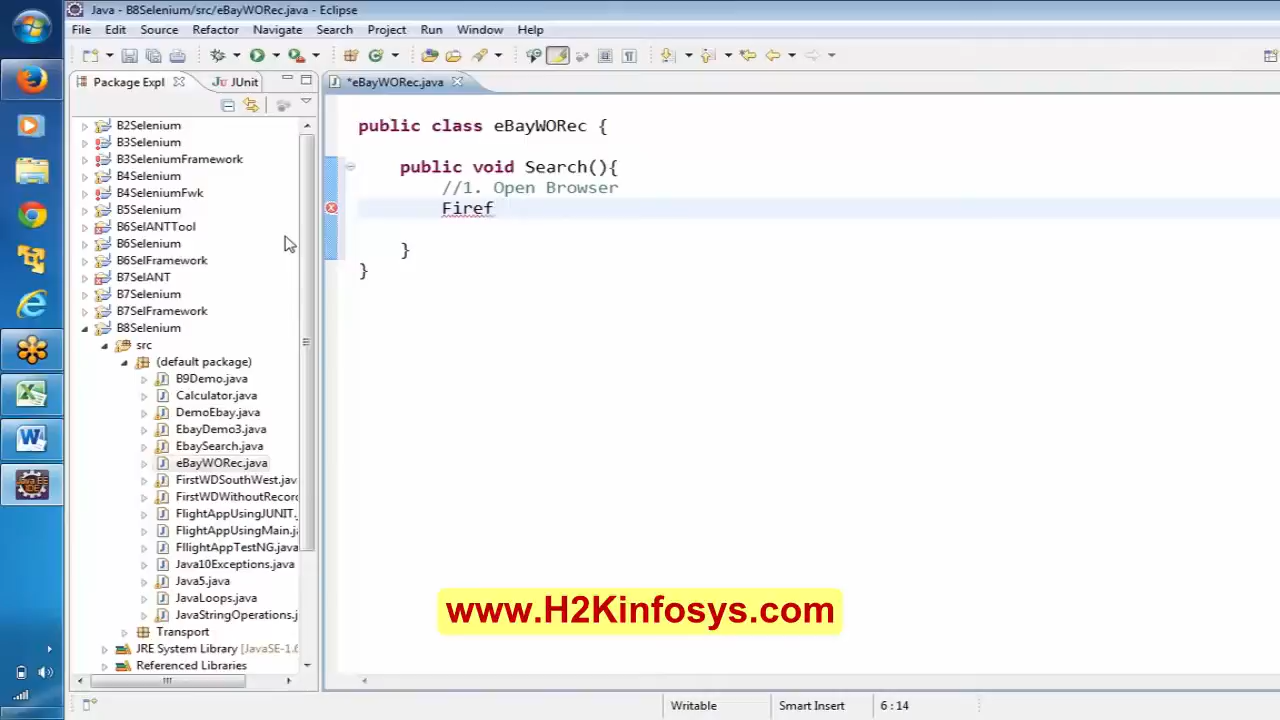 Java - B8Selenium/src/eBayWORec.java - Eclipse
File Edit Source Refactor Navigate Search Project Run Window Help
Package Expl JUnit *eBayWORec.java
B2Selenium
B3Selenium
B3SeleniumFramework
B4Selenium
B4SeleniumFwk
B5Selenium
B6SelANTTool
B6Selenium
B6SelFramework
B7SelANT
B7Selenium
B7SelFramework
B8Selenium
src
(default package)
B9Demo.java
Calculator.java
DemoEbay.java
EbayDemo3.java
EbaySearch.java
eBayWORec.java
FirstWDSouthWest.jav
FirstWDWithoutRecord
FlightAppUsingJUNIT.
FlightAppUsingMain.ja
FllightAppTestNG.java
Java10Exceptions.java
Java5.java
JavaLoops.java
JavaStringOperations.j
Transport
JRE System Library [JavaSE-1.6
Referenced Libraries
public class eBayWORec {
public void Search(){
//1. Open Browser
Firef
}
}
www.H2Kinfosys.com
Writable Smart Insert 6 : 14